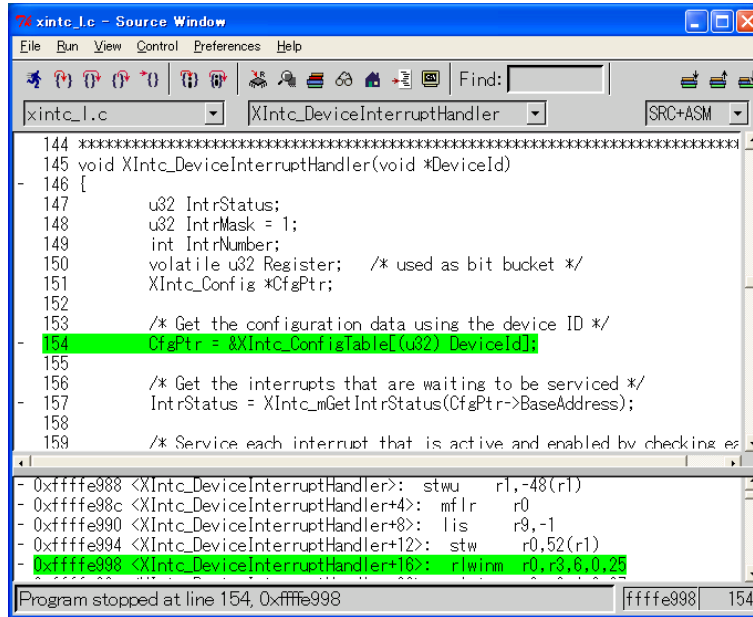 xintc_l.c - Source Window
File Run View Control Preferences Help
Find:
xintc_l.c XIntc_DeviceInterruptHandler SRC+ASM
144 ******************************************************************************
145 void XIntc_DeviceInterruptHandler(void *DeviceId)
- 146 {
147 u32 IntrStatus;
148 u32 IntrMask = 1;
149 int IntrNumber;
150 volatile u32 Register; /* used as bit bucket */
151 XIntc_Config *CfgPtr;
152
153 /* Get the configuration data using the device ID */
- 154 CfgPtr = &XIntc_ConfigTable[(u32) DeviceId];
155
156 /* Get the interrupts that are waiting to be serviced */
- 157 IntrStatus = XIntc_mGetIntrStatus(CfgPtr->BaseAddress);
158
159 /* Service each interrupt that is active and enabled by checking ea
- 0xffffe988 <XIntc_DeviceInterruptHandler>: stwu r1,-48(r1)
- 0xffffe98c <XIntc_DeviceInterruptHandler+4>: mflr r0
- 0xffffe990 <XIntc_DeviceInterruptHandler+8>: lis r9,-1
- 0xffffe994 <XIntc_DeviceInterruptHandler+12>: stw r0,52(r1)
- 0xffffe998 <XIntc_DeviceInterruptHandler+16>: rlwinm r0,r3,6,0,25
Program stopped at line 154, 0xffffe998 ffffe998 154